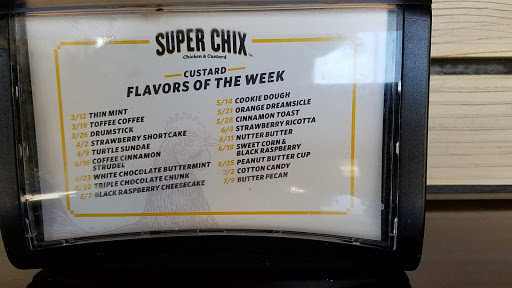 SUPER CHIX
Chicken & Custard
CUSTARD
FLAVORS OF THE WEEK
3/12 THIN MINT
3/19 TOFFEE COFFEE
3/26 DRUMSTICK
4/2 STRAWBERRY SHORTCAKE
4/9 TURTLE SUNDAE
4/16 COFFEE CINNAMON
STRUDEL
4/23 WHITE CHOCOLATE BUTTERMINT
4/30 TRIPLE CHOCOLATE CHUNK
5/7 BLACK RASPBERRY CHEESECAKE
5/14 COOKIE DOUGH
5/21 ORANGE DREAMSICLE
5/28 CINNAMON TOAST
6/4 STRAWBERRY RICOTTA
6/11 NUTTER BUTTER
6/18 SWEET CORN &
BLACK RASPBERRY
6/25 PEANUT BUTTER CUP
7/2 COTTON CANDY
7/9 BUTTER PECAN